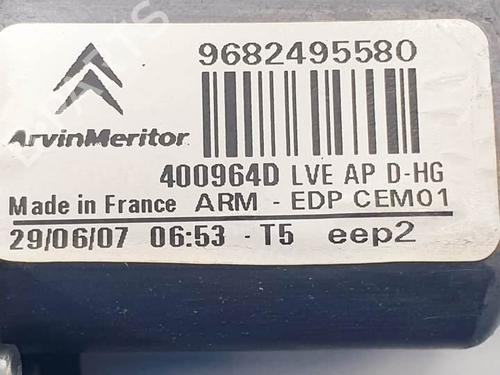 9682495580
ArvinMeritor
400964D LVE AP D-HG
Made in France ARM - EDP CEM01
29/06/07 06:53 - T5 eep2